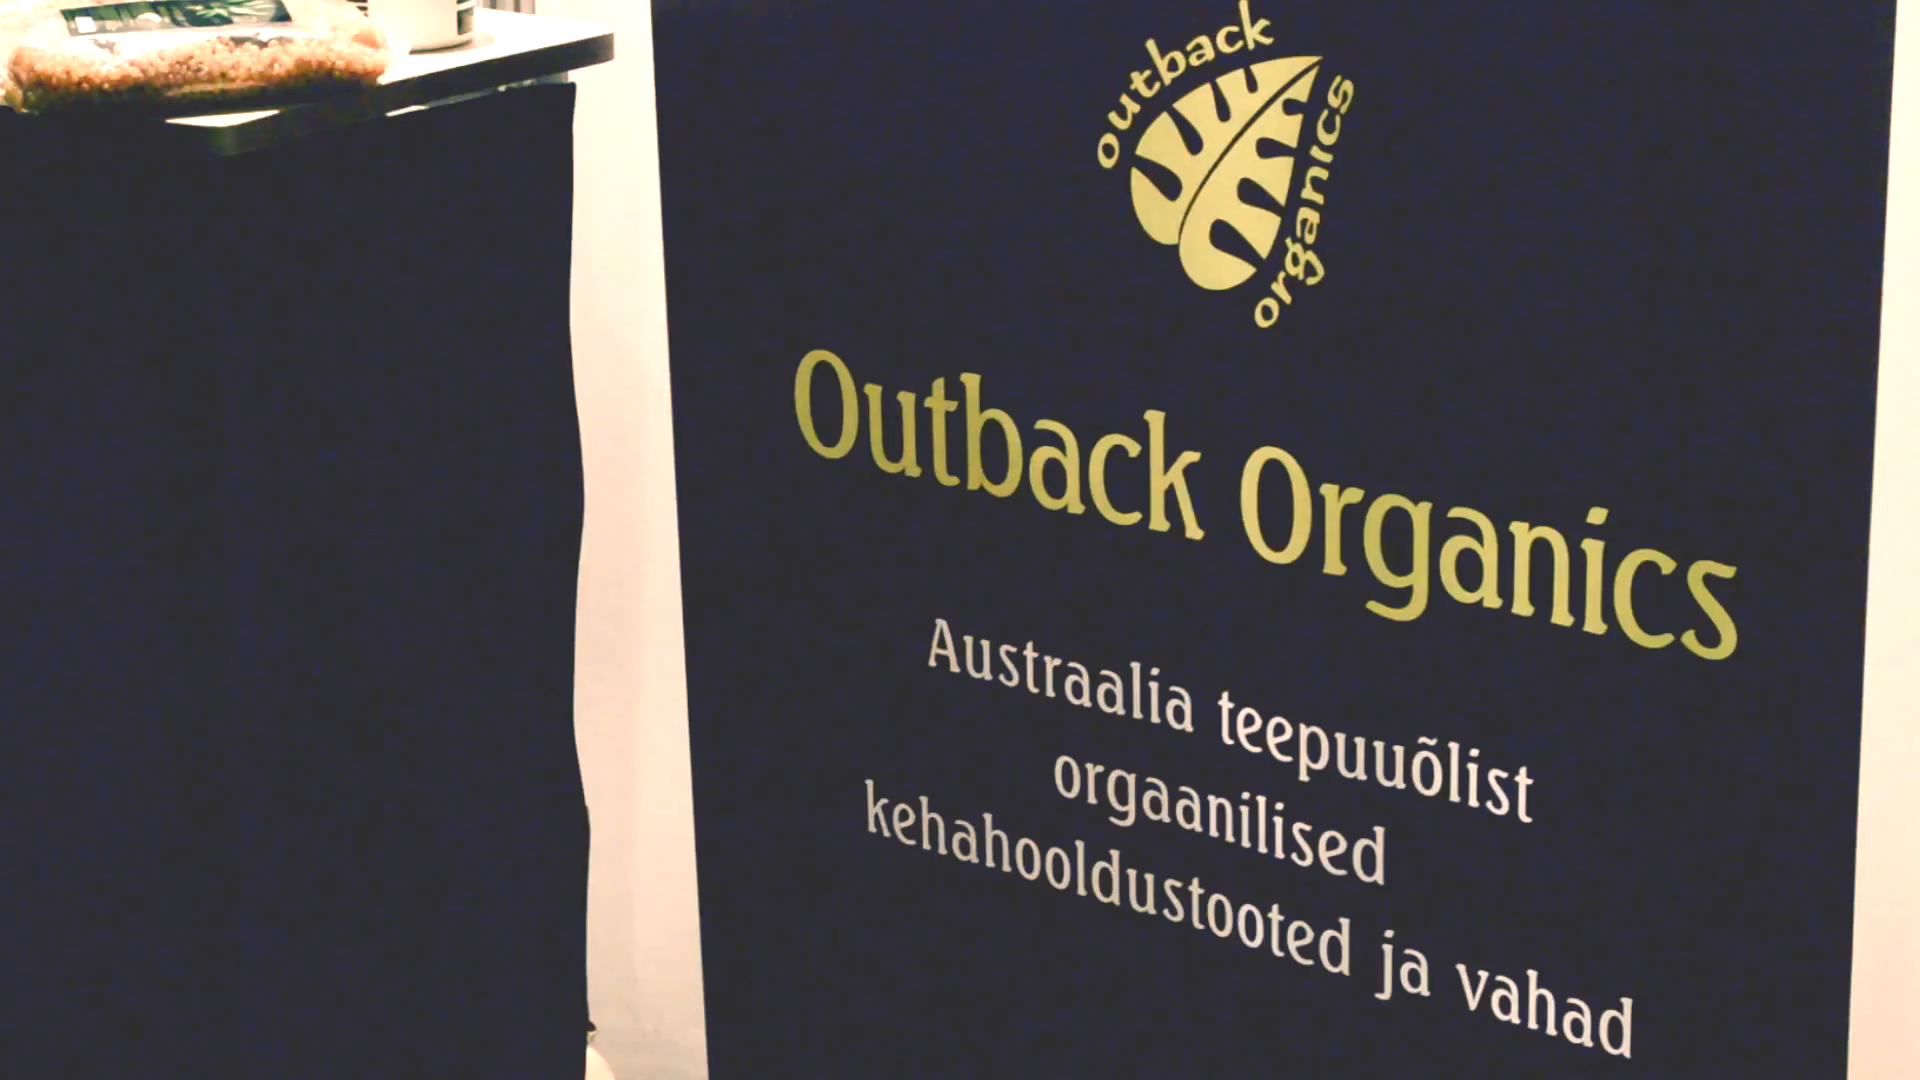 outback
organics
Outback Organics
Austraalia teepuuõlist
orgaanilised
kehahooldustooted ja vahad